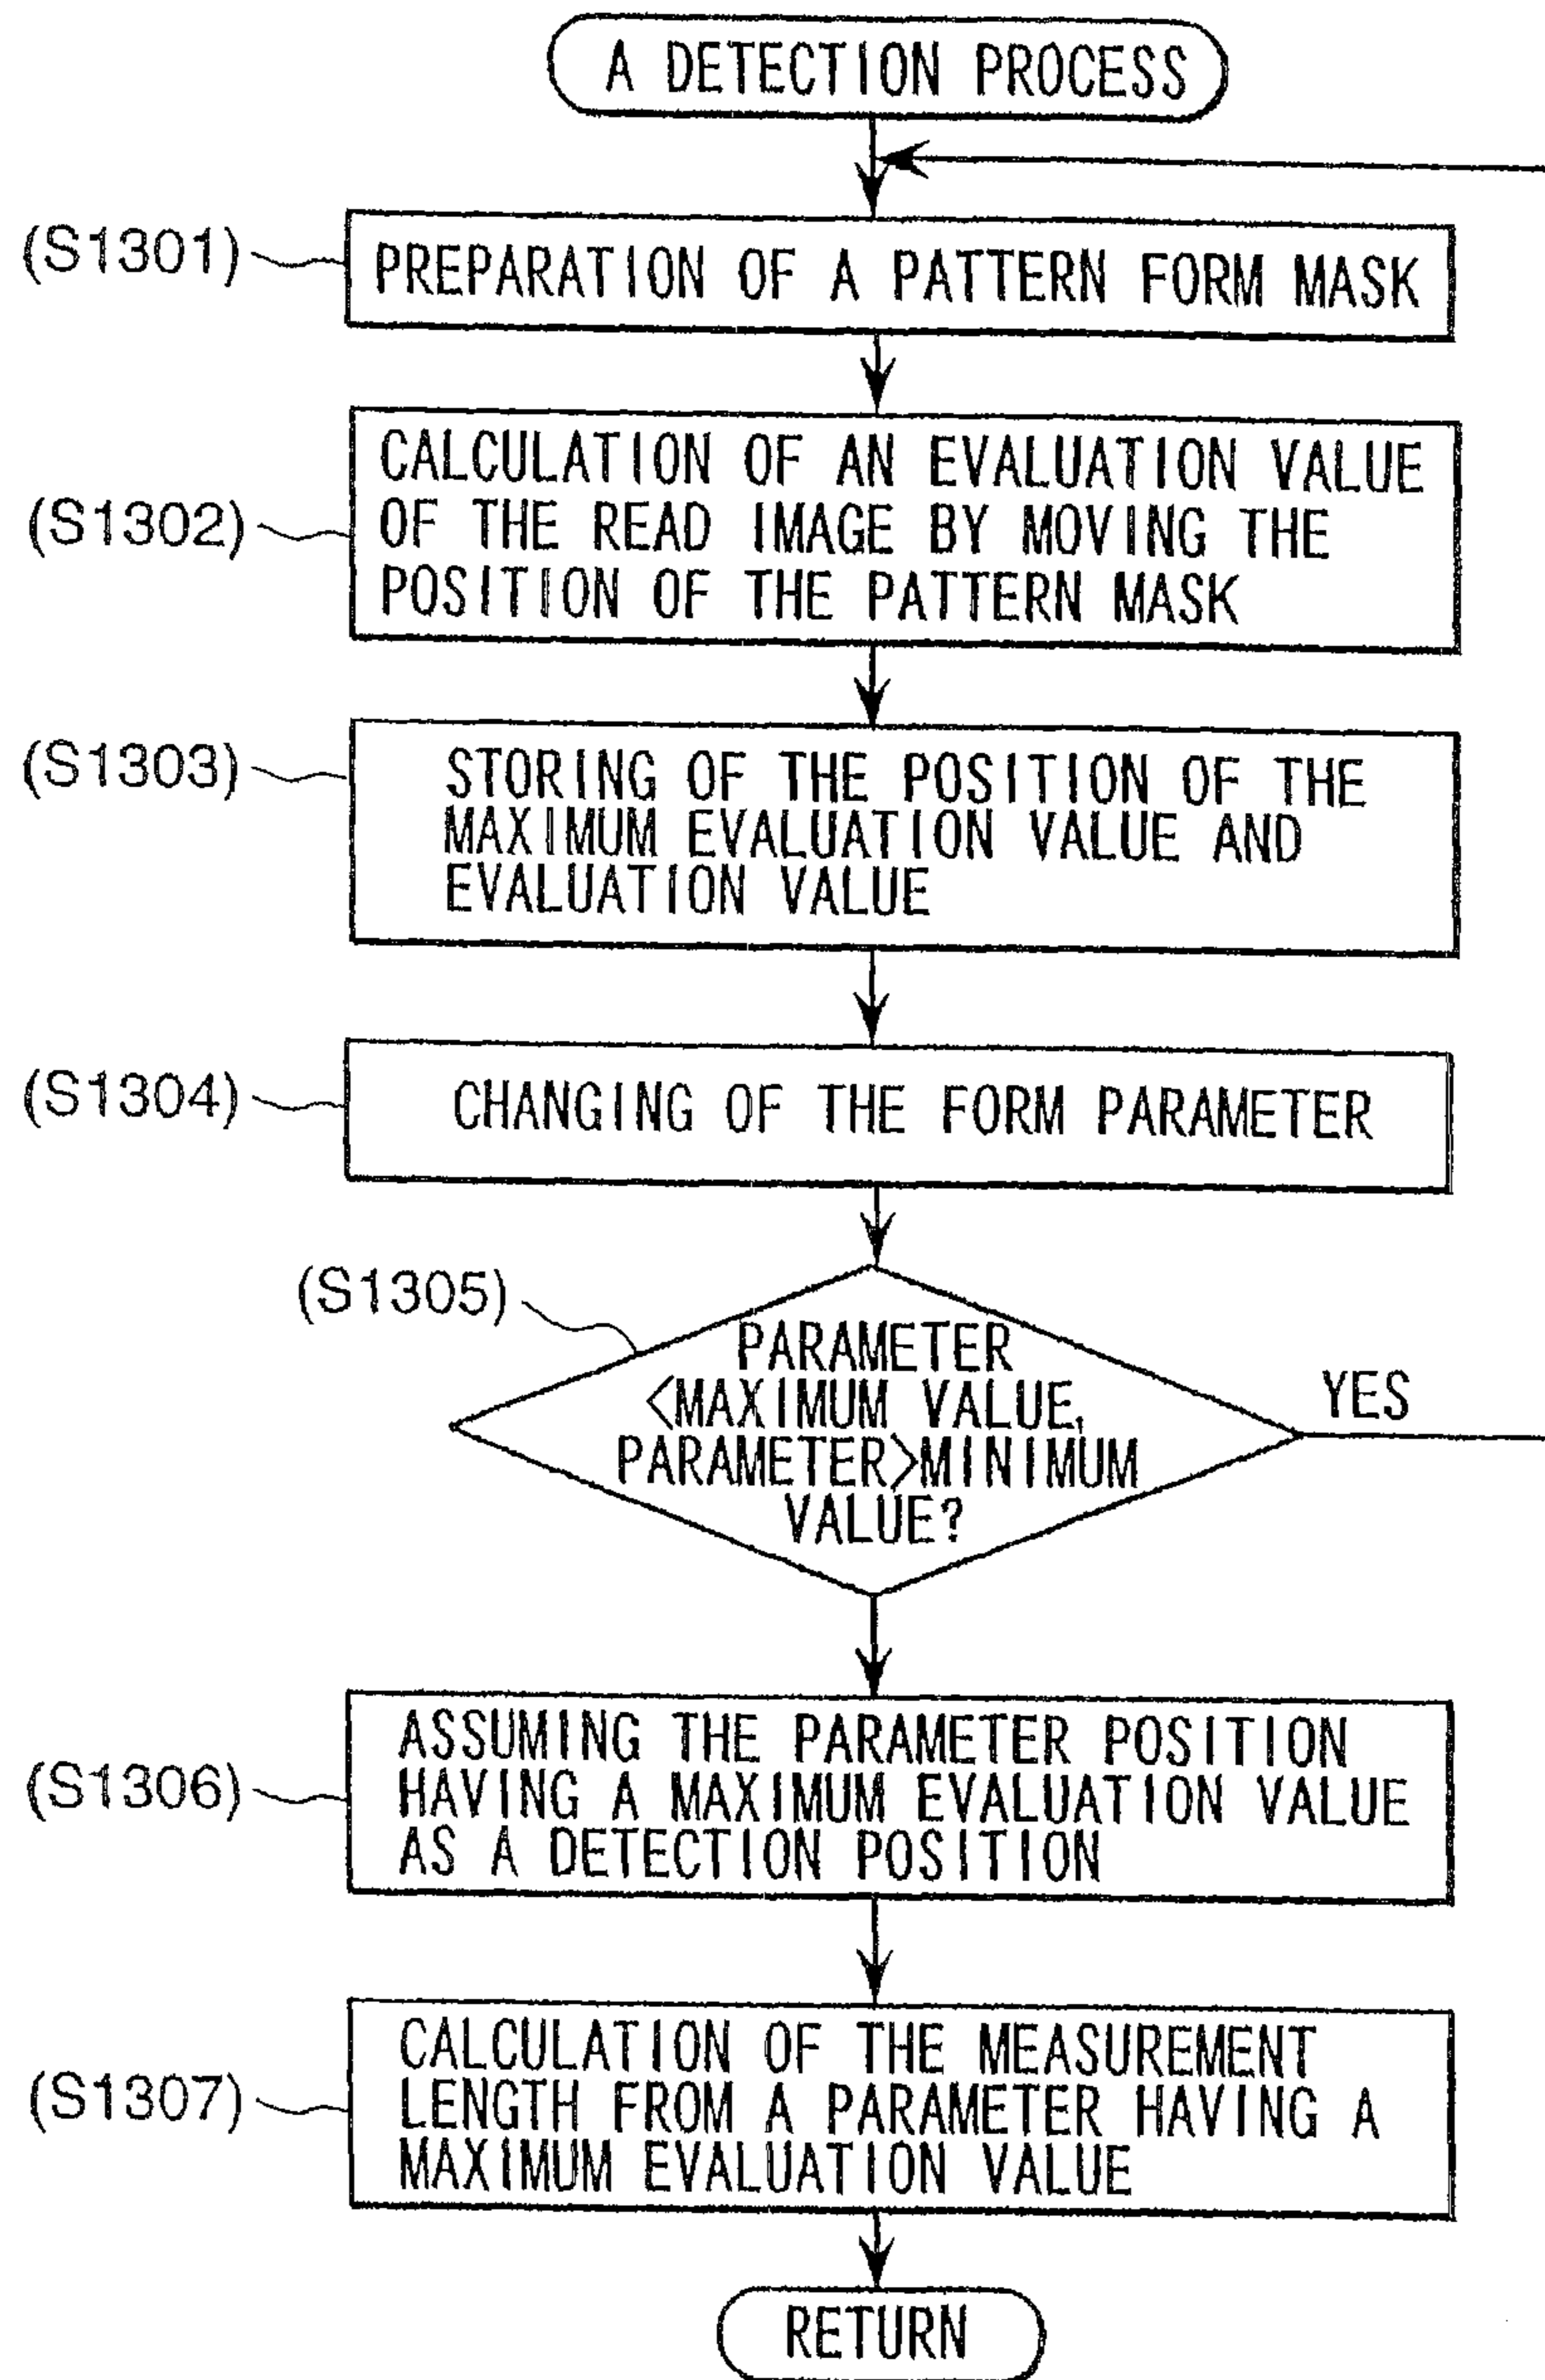 A DETECTION PROCESS
(S1301)
PREPARATION OF A PATTERN FORM MASK
(S1302)
CALCULATION OF AN EVALUATION VALUE
OF THE READ IMAGE BY MOVING THE
POSITION OF THE PATTERN MASK
(S1303)
STORING OF THE POSITION OF THE
MAXIMUM EVALUATION VALUE AND
EVALUATION VALUE
(S1304)
CHANGING OF THE FORM PARAMETER
(S1305)
PARAMETER
<MAXIMUM VALUE,
PARAMETER>MINIMUM
VALUE?
YES
(S1306)
ASSUMING THE PARAMETER POSITION
HAVING A MAXIMUM EVALUATION VALUE
AS A DETECTION POSITION
(S1307)
CALCULATION OF THE MEASUREMENT
LENGTH FROM A PARAMETER HAVING A
MAXIMUM EVALUATION VALUE
RETURN